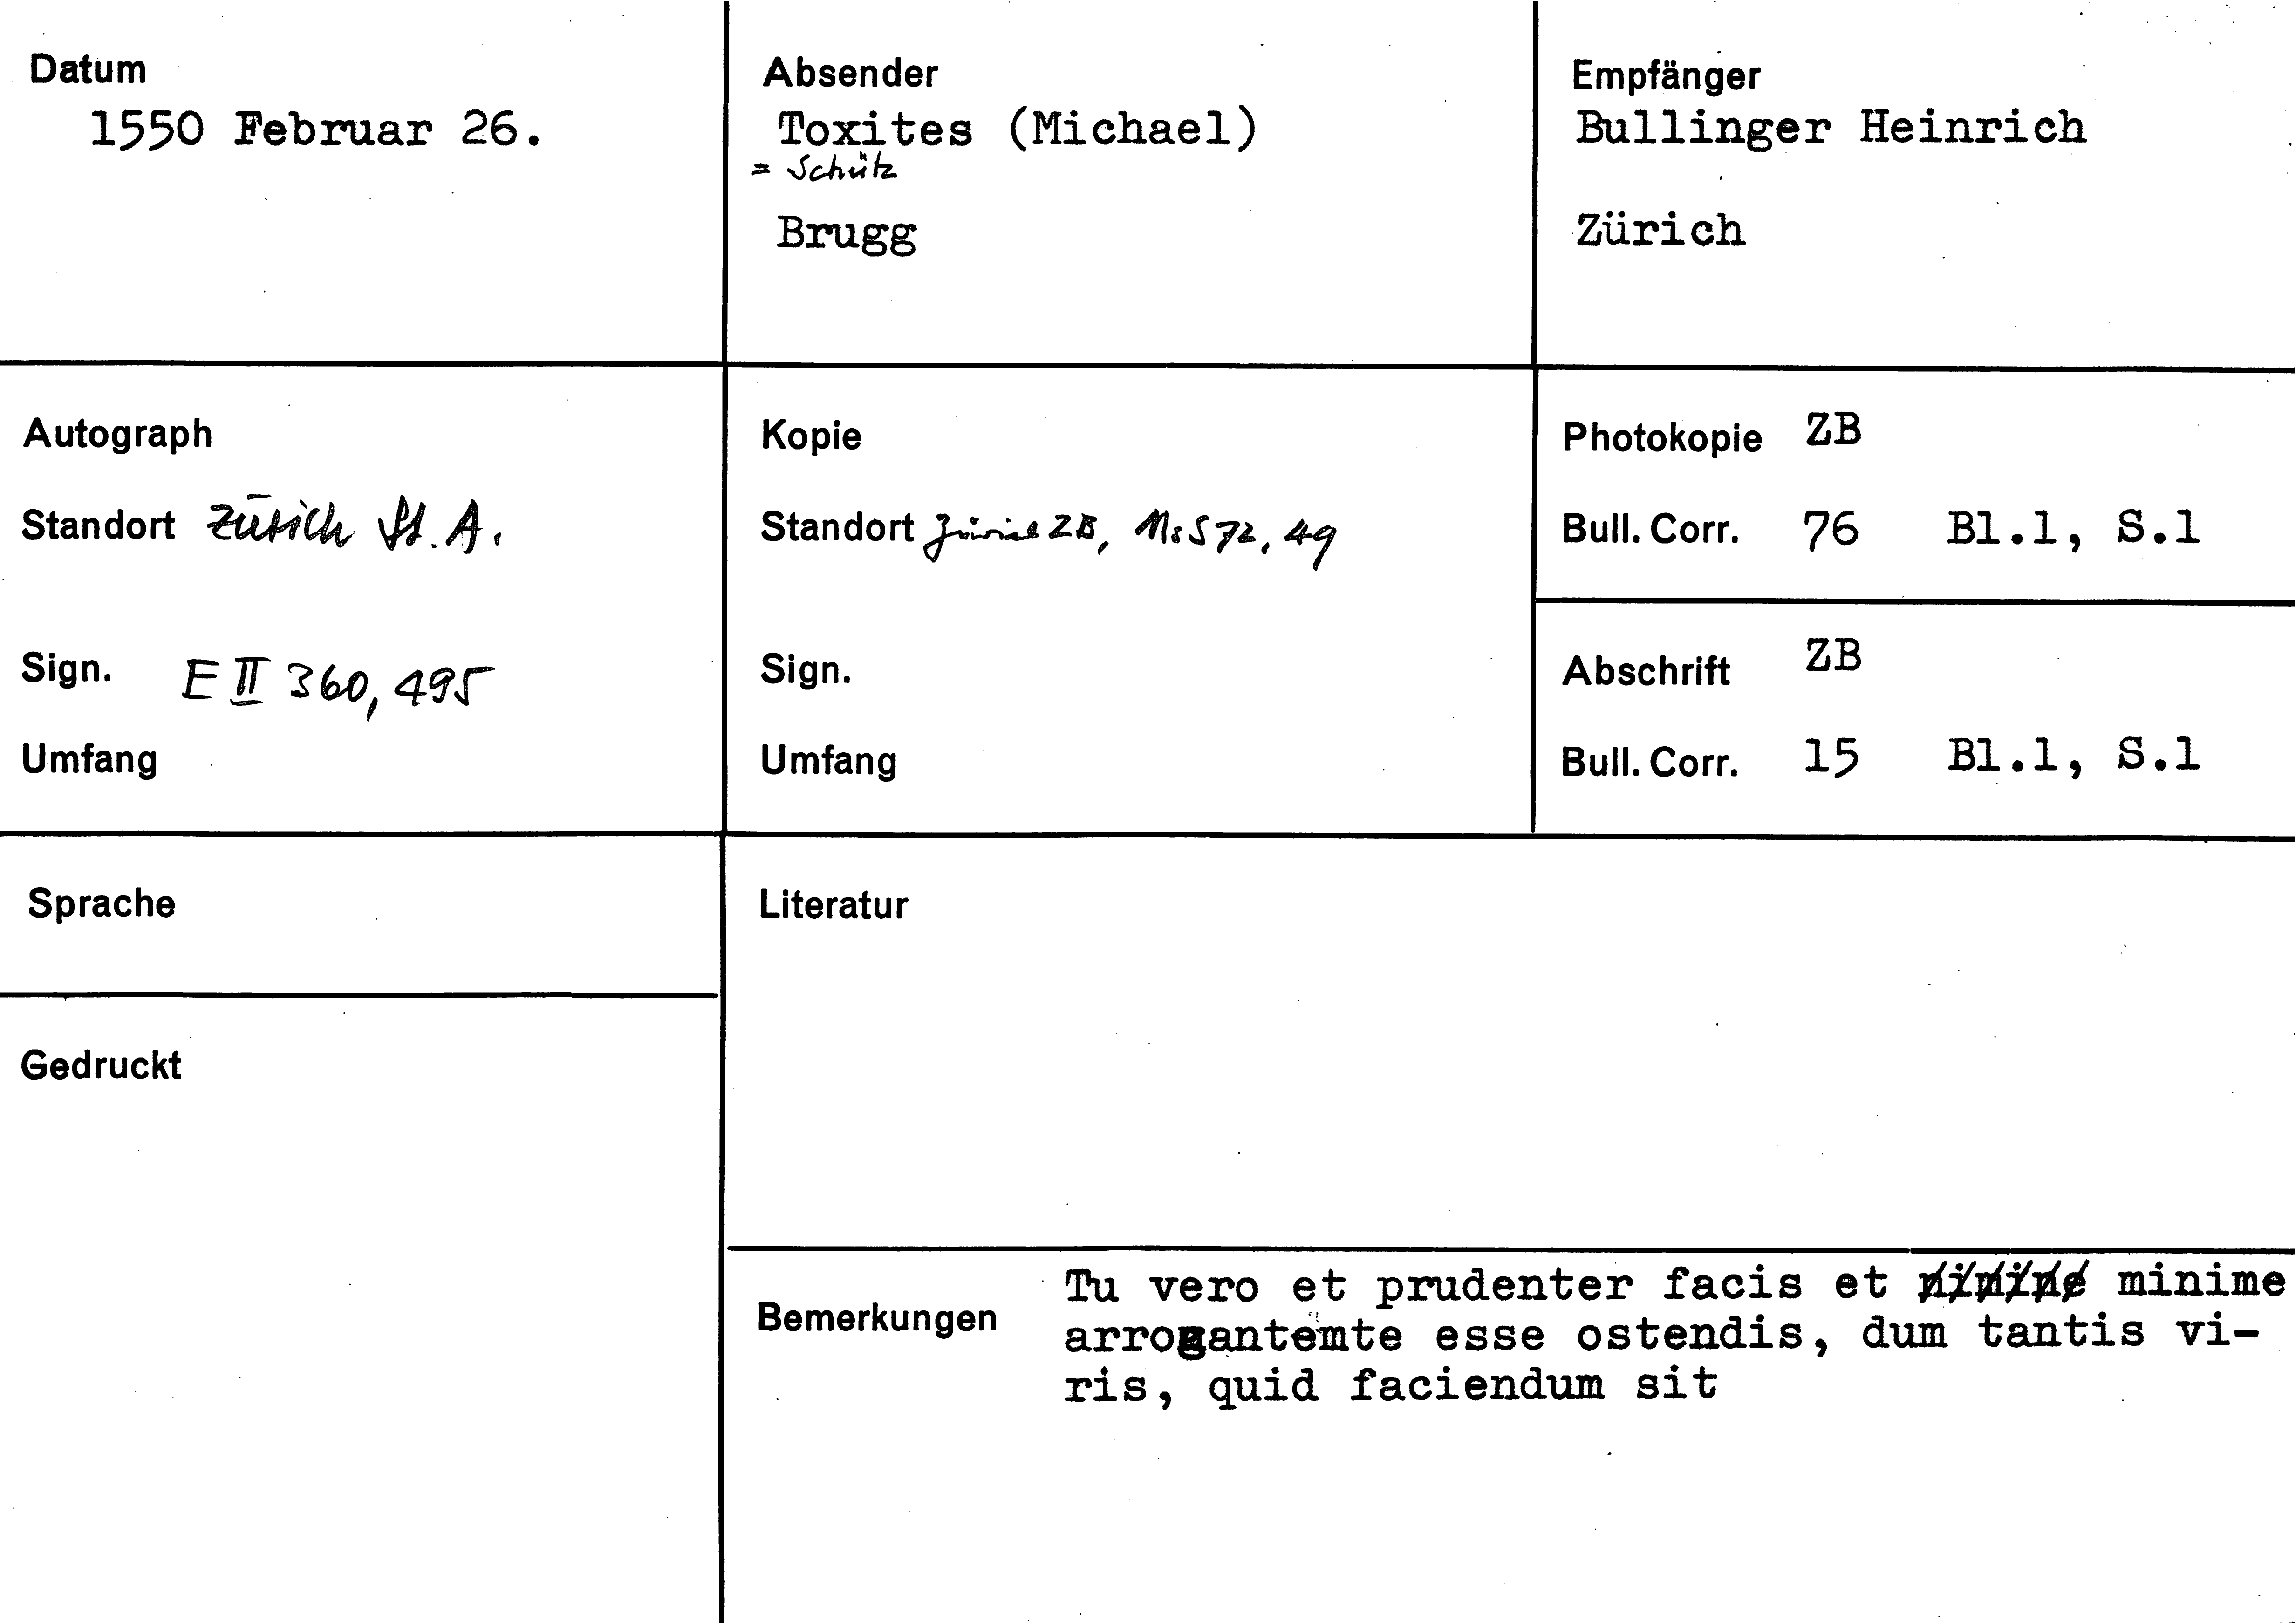 Datum
1550 Februar 26.
Absender
Toxites (Michael)
= Schütz
Brugg
Empfänger
Bullinger Heinrich
Zürich
Autograph
Standort Zürich St. A.
Sign. E II 360, 495
Umfang
Kopie
Standort Zürich ZB, Ms S 72, 49
Sign.
Umfang
Photokopie ZB
Bull. Corr. 76 Bl.1, S.1
Abschrift ZB
Bull. Corr. 15 Bl.1, S.1
Sprache
Gedruckt
Literatur
Bemerkungen
Tu vero et prudenter facis et minime
arrogantemte esse ostendis, dum tantis vi-
ris, quid faciendum sit